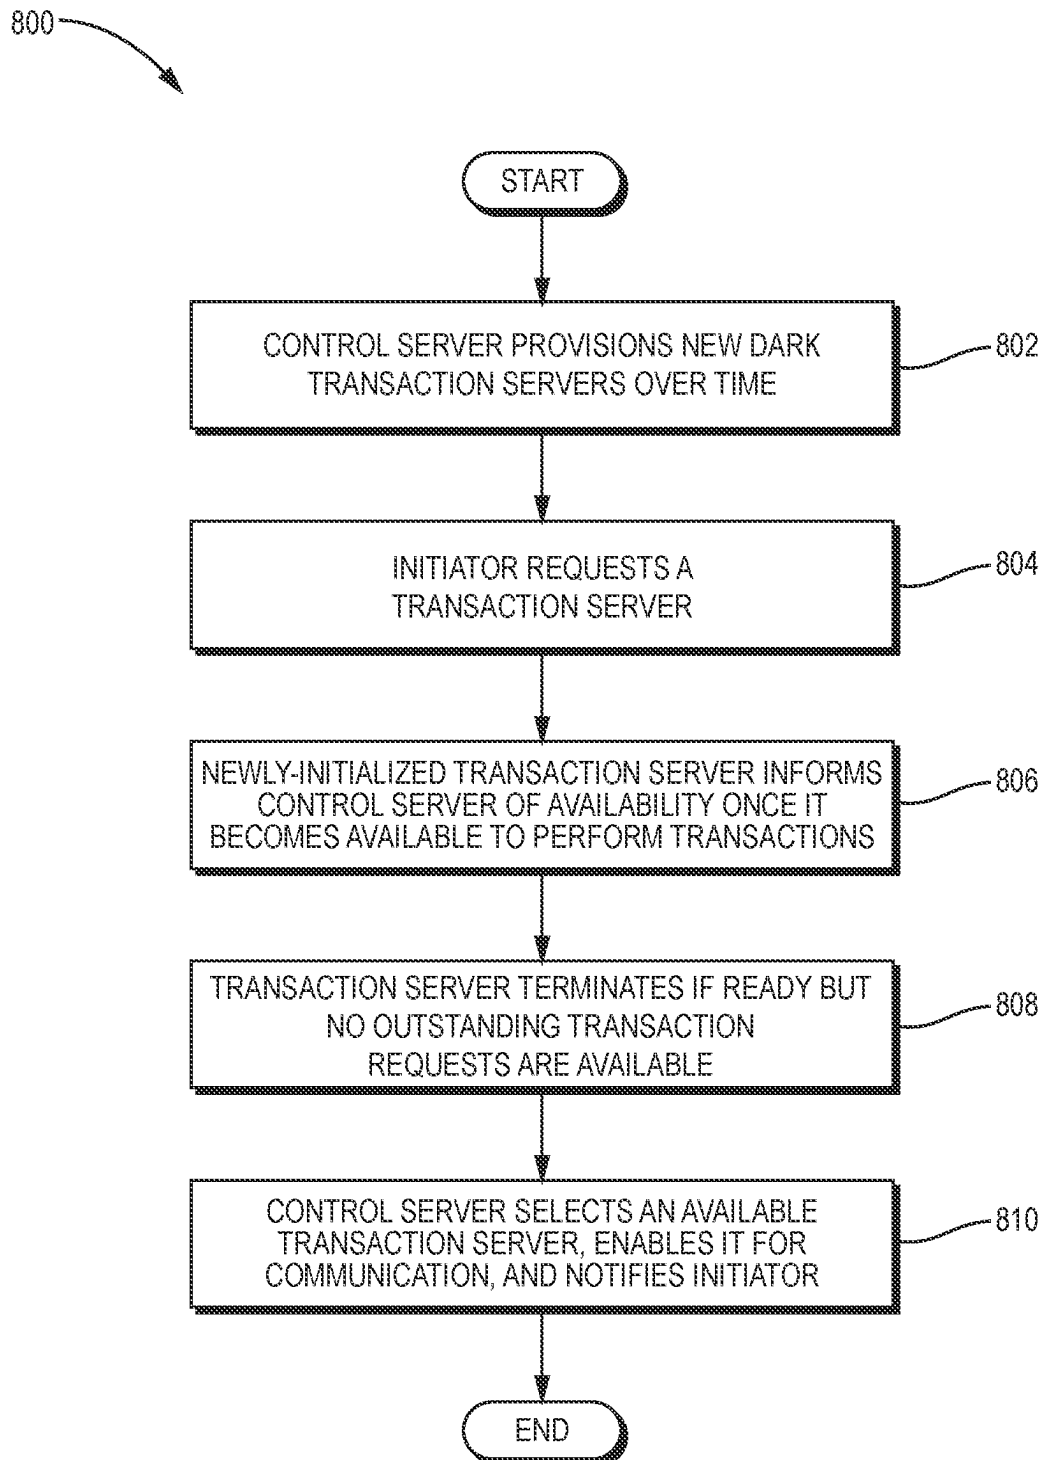 800
START
CONTROL SERVER PROVISIONS NEW DARK
TRANSACTION SERVERS OVER TIME
802
INITIATOR REQUESTS A
TRANSACTION SERVER
804
NEWLY-INITIALIZED TRANSACTION SERVER INFORMS
CONTROL SERVER OF AVAILABILITY ONCE IT
BECOMES AVAILABLE TO PERFORM TRANSACTIONS
806
TRANSACTION SERVER TERMINATES IF READY BUT
NO OUTSTANDING TRANSACTION
REQUESTS ARE AVAILABLE
808
CONTROL SERVER SELECTS AN AVAILABLE
TRANSACTION SERVER, ENABLES IT FOR
COMMUNICATION, AND NOTIFIES INITIATOR
810
END